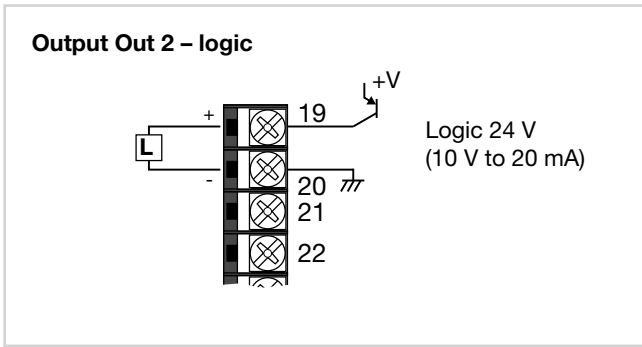 Output Out 2 – logic
+V
+
19
L
Logic 24 V
(10 V to 20 mA)
-
20
21
22